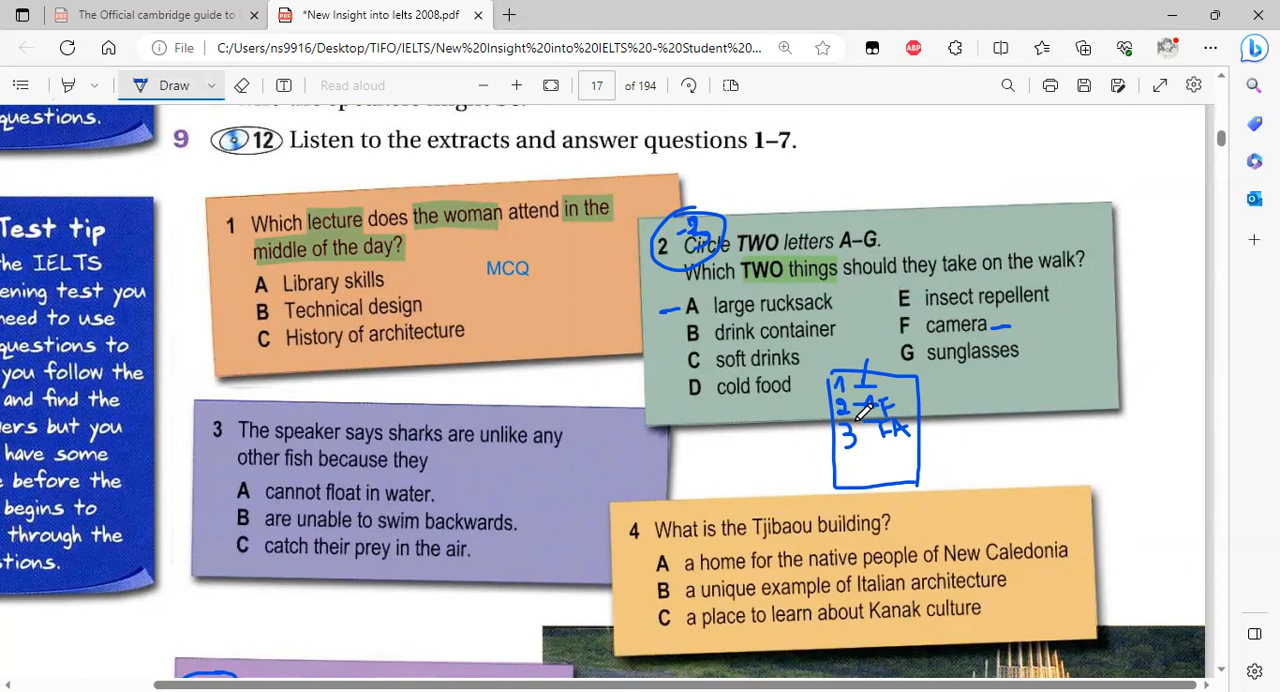 The Official cambridge guide to
*New Insight into Ielts 2008.pdf
File
C:/Users/ns9916/Desktop/TIFO/IELTS/New%20Insight%20into%20IELTS%20-%20Student%20...
ABP
Draw
Read aloud
17
of 194
questions.
9 12 Listen to the extracts and answer questions 1–7.
Test tip
the IELTS
ening test you
need to use
questions to
you follow the
and find the
ers but you
have some
e before the
begins to
through the
tions.
1 Which lecture does the woman attend in the
middle of the day?
A Library skills
B Technical design
C History of architecture
MCQ
-3
2 Circle TWO letters A–G.
Which TWO things should they take on the walk?
A large rucksack
B drink container
C soft drinks
D cold food
E insect repellent
F camera
G sunglasses
1
2 A F
3 FA
3 The speaker says sharks are unlike any
other fish because they
A cannot float in water.
B are unable to swim backwards.
C catch their prey in the air.
4 What is the Tjibaou building?
A a home for the native people of New Caledonia
B a unique example of Italian architecture
C a place to learn about Kanak culture